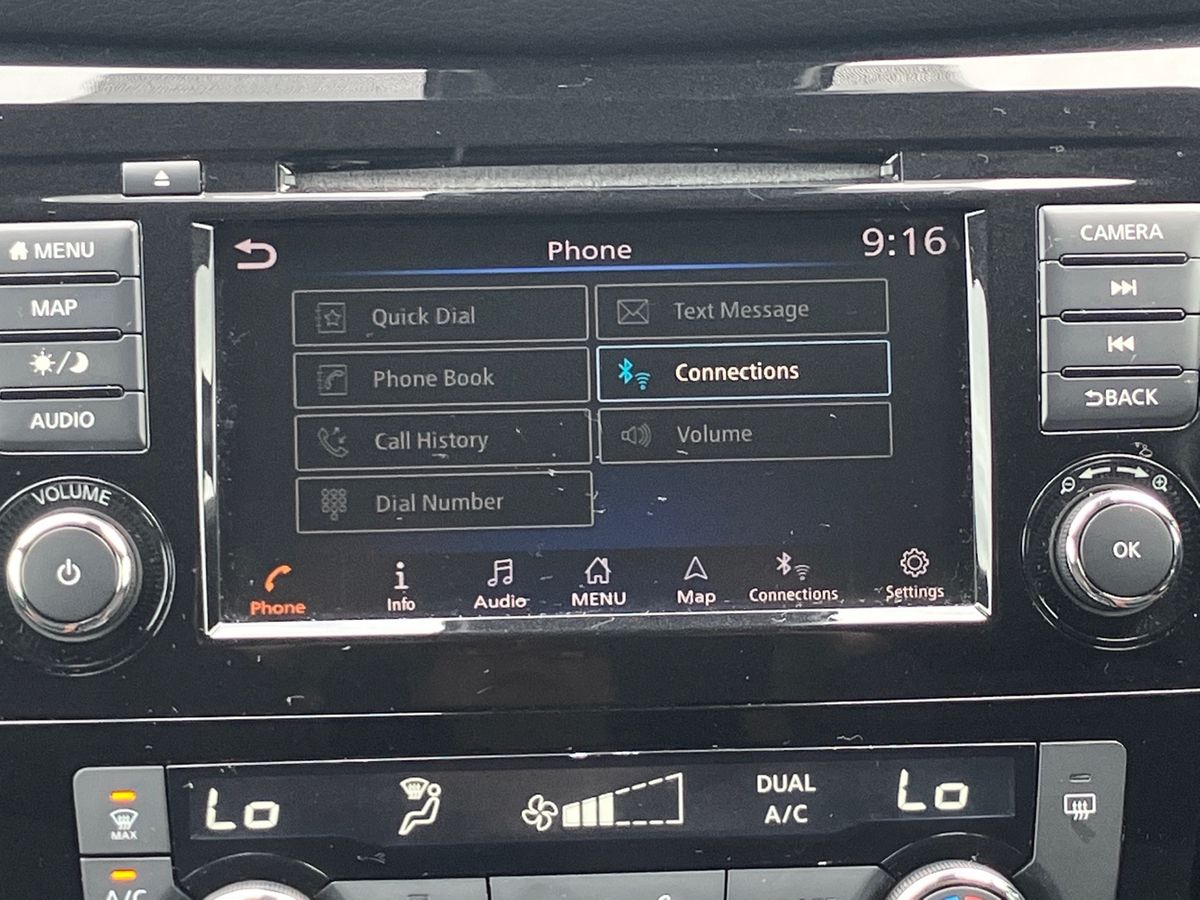 Phone
9:16
MENU
MAP
AUDIO
VOLUME
CAMERA
BACK
OK
Quick Dial
Text Message
Phone Book
Connections
Call History
Volume
Dial Number
Phone
Info
Audio
MENU
Map
Connections
Settings
Lo
DUAL
A/C
Lo
MAX
A/C